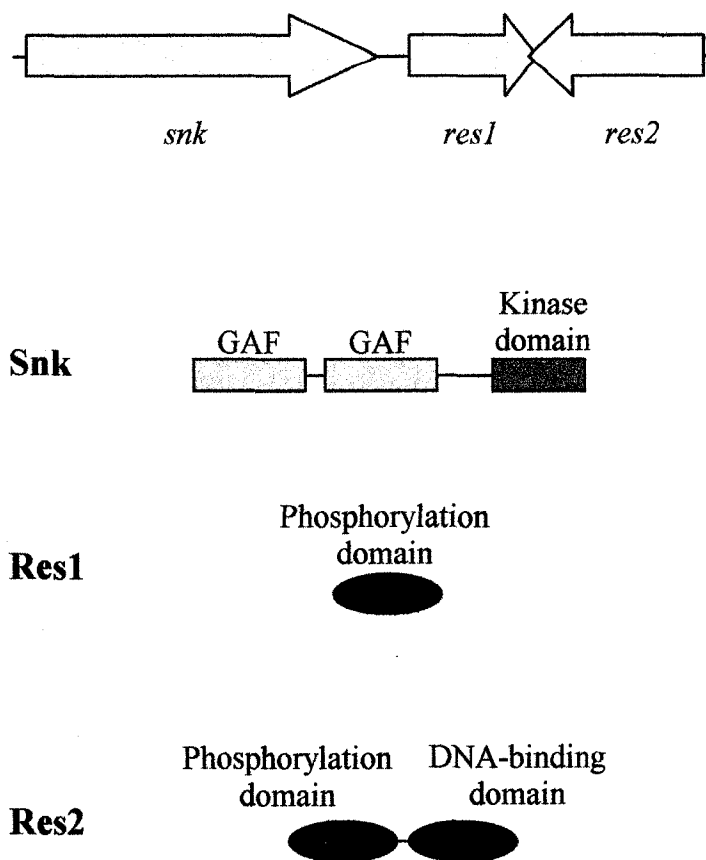 snk res1 res2
Kinase
GAF GAF domain
Snk
Phosphorylation
domain
Res1
Phosphorylation DNA-binding
domain domain
Res2